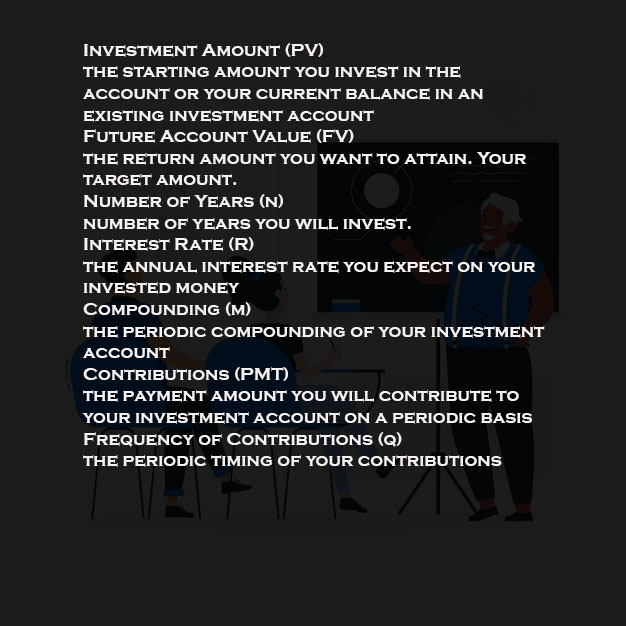 Investment Amount (PV)
the starting amount you invest in the
account or your current balance in an
existing investment account
Future Account Value (FV)
the return amount you want to attain. Your
target amount.
Number of Years (n)
number of years you will invest.
Interest Rate (R)
the annual interest rate you expect on your
invested money
Compounding (m)
the periodic compounding of your investment
account
Contributions (PMT)
the payment amount you will contribute to
your investment account on a periodic basis
Frequency of Contributions (q)
the periodic timing of your contributions